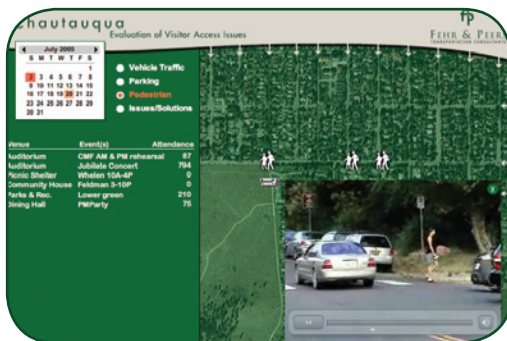 hautauqua
Evaluation of Visitor Access Issues
fp
FEHR & PEER
TRANSPORTATION CONSULTANTS
July 2005
S M T W T F S
1
2 3 4 5 6 7 8
9 10 11 12 13 14 15
16 17 18 19 20 21 22
23 24 25 26 27 28 29
30 31
Vehicle Traffic
Parking
Pedestrian
Issues/Solutions
Venue Event(s) Attendance
Auditorium CMF AM & PM rehearsal 87
Auditorium Jubilate Concert 794
Picnic Shelter Whelen 10A-4P 0
Community House Feldman 3-10P 0
Parks & Rec. Lower green 210
Dining Hall PMParty 75